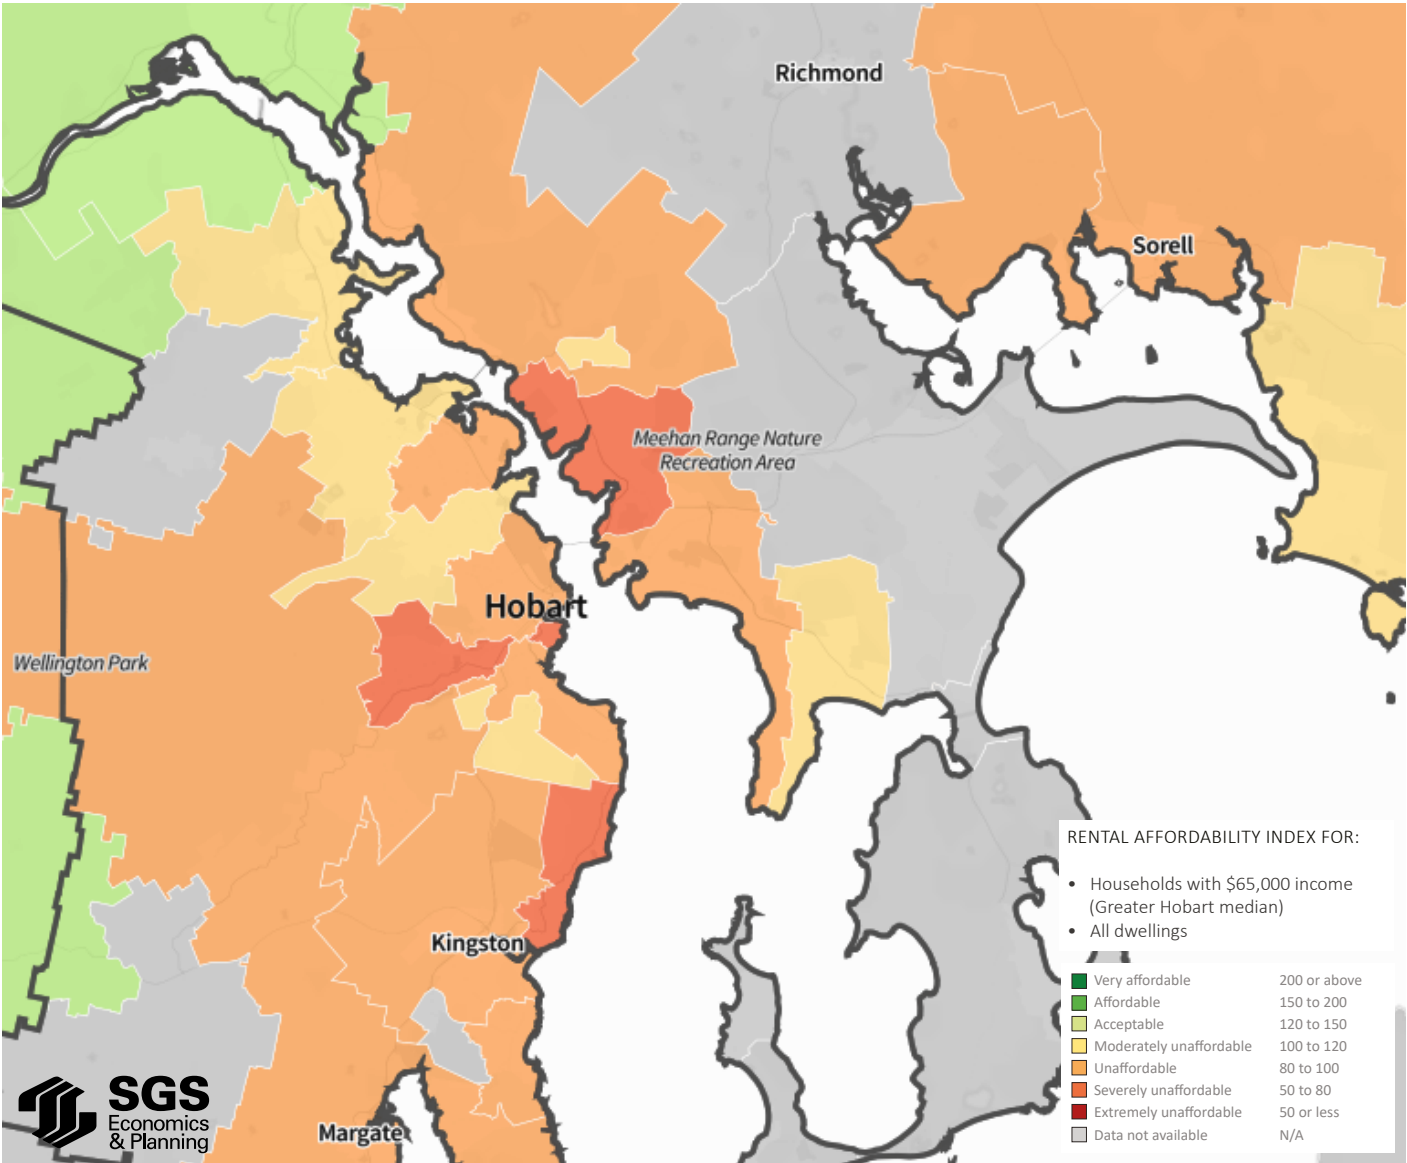 Richmond
Sorell
Meehan Range Nature
Recreation Area
Hobart
Wellington Park
Kingston
Margate
RENTAL AFFORDABILITY INDEX FOR:
• Households with $65,000 income
(Greater Hobart median)
• All dwellings
Very affordable 200 or above
Affordable 150 to 200
Acceptable 120 to 150
Moderately unaffordable 100 to 120
Unaffordable 80 to 100
Severely unaffordable 50 to 80
Extremely unaffordable 50 or less
Data not available N/A
SGS
Economics
& Planning